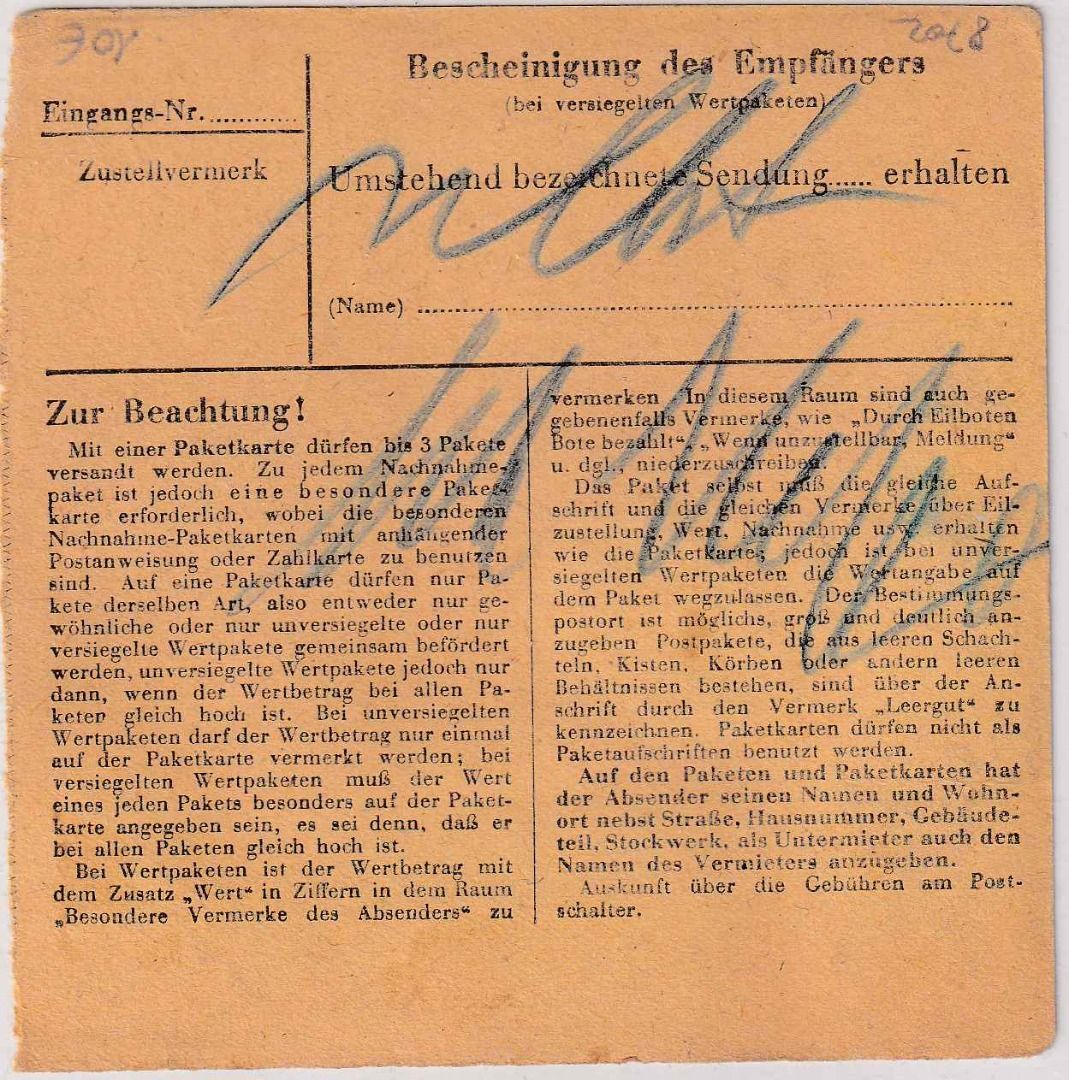 Eingangs-Nr.............
Zustellvermerk
Bescheinigung des Empfängers
(bei versiegelten Wertpaketen)
Umstehend bezeichnete Sendung...... erhalten
(Name) ........................................
Zur Beachtung!
Mit einer Paketkarte dürfen bis 3 Pakete
versandt werden. Zu jedem Nachnahme-
paket ist jedoch eine besondere Paket-
karte erforderlich, wobei die besonderen
Nachnahme-Paketkarten mit anhängender
Postanweisung oder Zahlkarte zu benutzen
sind. Auf eine Paketkarte dürfen nur Pa-
kete derselben Art, also entweder nur ge-
wöhnliche oder nur unversiegelte oder nur
versiegelte Wertpakete gemeinsam befördert
werden, unversiegelte Wertpakete jedoch nur
dann, wenn der Wertbetrag bei allen Pa-
keten gleich hoch ist. Bei unversiegelten
Wertpaketen darf der Wertbetrag nur einmal
auf der Paketkarte vermerkt werden; bei
versiegelten Wertpaketen muß der Wert
eines jeden Pakets besonders auf der Paket-
karte angegeben sein, es sei denn, daß er
bei allen Paketen gleich hoch ist.
Bei Wertpaketen ist der Wertbetrag mit
dem Zusatz „Wert“ in Ziffern in dem Raum
„Besondere Vermerke des Absenders“ zu
vermerken In diesem Raum sind auch ge-
gebenenfalls Vermerke, wie „Durch Eilboten
Bote bezahlt“, „Wenn unzustellbar, Meldung“
u. dgl., niederzuschreiben.
Das Paket selbst muß die gleiche Auf-
schrift und die gleichen Vermerke über Eil-
zustellung, Wert, Nachnahme usw. erhalten
wie die Paketkarte; jedoch ist bei unver-
siegelten Wertpaketen die Wertangabe auf
dem Paket wegzulassen. Der Bestimmungs-
postort ist möglichs, groß und deutlich an-
zugeben Postpakete, die aus leeren Schach-
teln, Kisten, Körben oder andern leeren
Behältnissen bestehen, sind über der An-
schrift durch den Vermerk „Leergut“ zu
kennzeichnen. Paketkarten dürfen nicht als
Paketaufschriften benutzt werden.
Auf den Paketen und Paketkarten hat
der Absender seinen Namen und Wohn-
ort nebst Straße, Hausnummer, Gebäude-
teil, Stockwerk, als Untermieter auch den
Namen des Vermieters anzugeben.
Auskunft über die Gebühren am Post-
schalter.